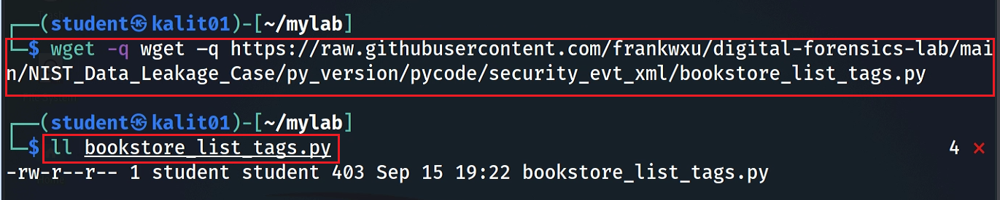 ┌──(student㉿kalit01)-[~/mylab]
└─$ wget -q wget –q https://raw.githubusercontent.com/frankwxu/digital-forensics-lab/mai
n/NIST_Data_Leakage_Case/py_version/pycode/security_evt_xml/bookstore_list_tags.py
┌──(student㉿kalit01)-[~/mylab]
└─$ ll bookstore_list_tags.py 4 ⨯
-rw-r--r-- 1 student student 403 Sep 15 19:22 bookstore_list_tags.py